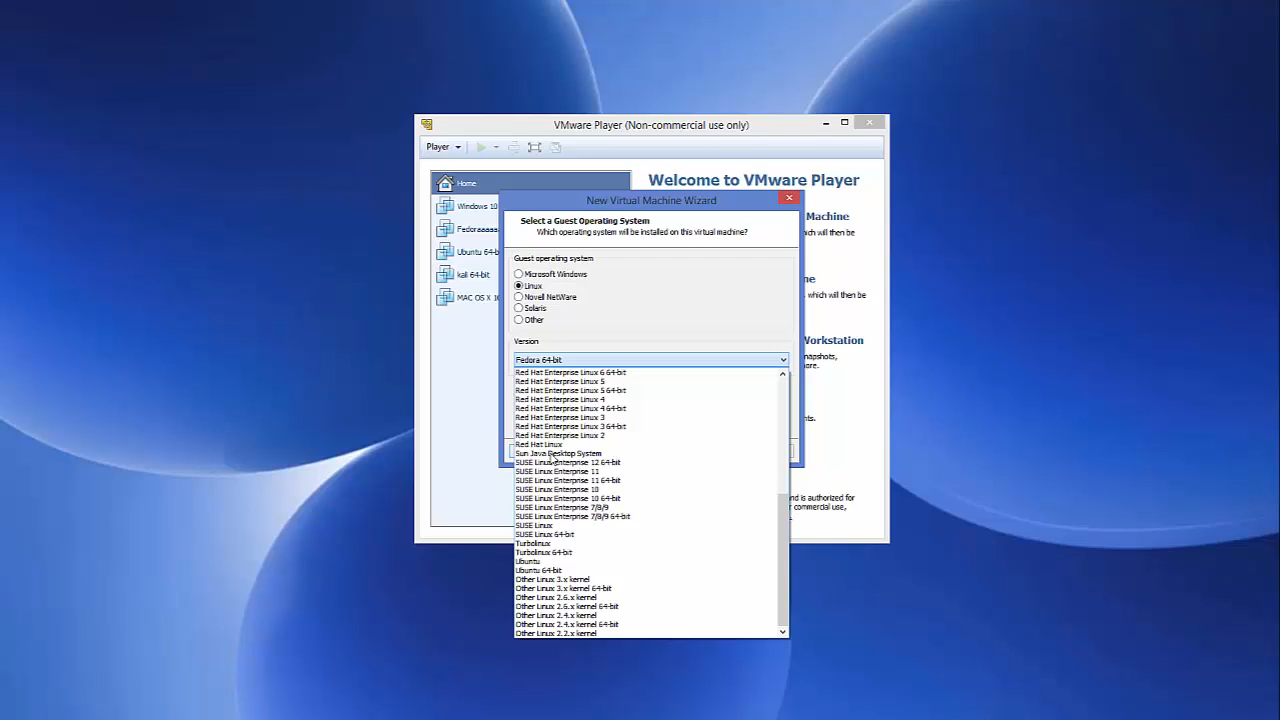 VMware Player (Non-commercial use only)
Player
Home
Welcome to VMware Player
Windows 10
Fedoraaaaa
Ubuntu 64-b
kali 64-bit
MAC OS X 10
Machine
which will then be
me
, which will then be
Workstation
napshots,
ore.
nts.
and is authorized for
commercial use,
New Virtual Machine Wizard
Select a Guest Operating System
Which operating system will be installed on this virtual machine?
Guest operating system
Microsoft Windows
Linux
Novell NetWare
Solaris
Other
Version
Fedora 64-bit
Red Hat Enterprise Linux 6 64-bit
Red Hat Enterprise Linux 5
Red Hat Enterprise Linux 5 64-bit
Red Hat Enterprise Linux 4
Red Hat Enterprise Linux 4 64-bit
Red Hat Enterprise Linux 3
Red Hat Enterprise Linux 3 64-bit
Red Hat Enterprise Linux 2
Red Hat Linux
Sun Java Desktop System
SUSE Linux Enterprise 12 64-bit
SUSE Linux Enterprise 11
SUSE Linux Enterprise 11 64-bit
SUSE Linux Enterprise 10
SUSE Linux Enterprise 10 64-bit
SUSE Linux Enterprise 7/8/9
SUSE Linux Enterprise 7/8/9 64-bit
SUSE Linux
SUSE Linux 64-bit
Turbolinux
Turbolinux 64-bit
Ubuntu
Ubuntu 64-bit
Other Linux 3.x kernel
Other Linux 3.x kernel 64-bit
Other Linux 2.6.x kernel
Other Linux 2.6.x kernel 64-bit
Other Linux 2.4.x kernel
Other Linux 2.4.x kernel 64-bit
Other Linux 2.2.x kernel